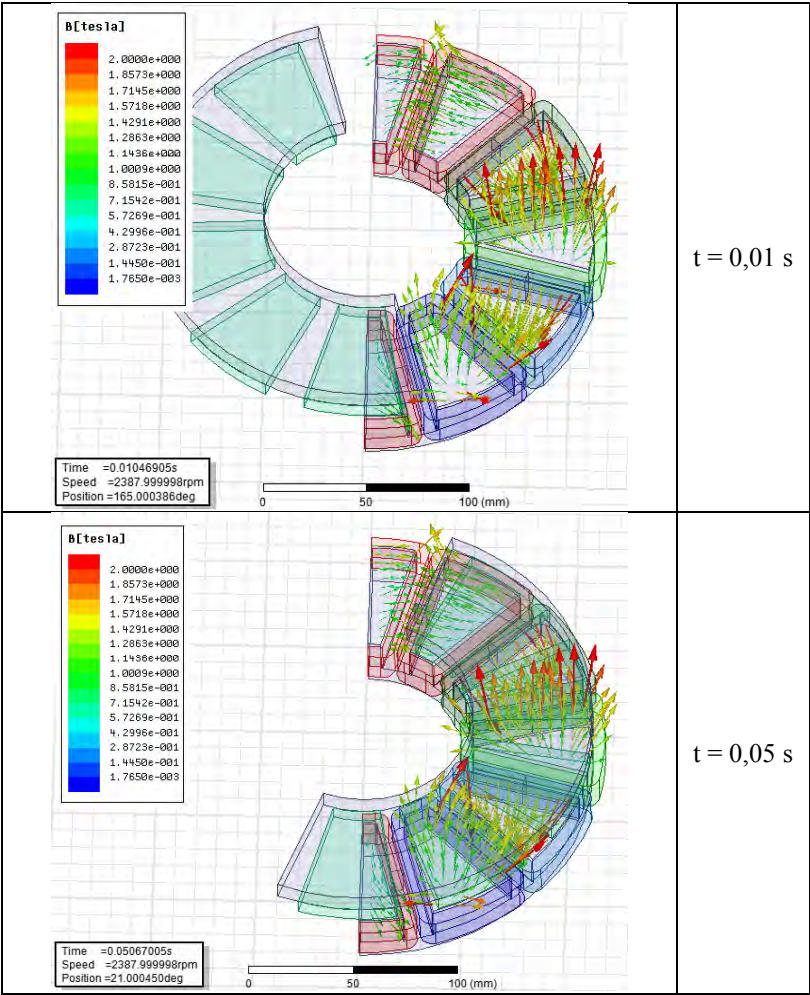 B[tesla]
2.0000e+000
1.8573e+000
1.7145e+000
1.5718e+000
1.4291e+000
1.2863e+000
1.1436e+000
1.0009e+000
8.5815e-001
7.1542e-001
5.7269e-001
4.2996e-001
2.8723e-001
1.4450e-001
1.7650e-003
t = 0,01 s
Time =0.01046905s
Speed =2387.999998rpm
Position =165.000386deg
0 50 100 (mm)
B[tesla]
2.0000e+000
1.8573e+000
1.7145e+000
1.5718e+000
1.4291e+000
1.2863e+000
1.1436e+000
1.0009e+000
8.5815e-001
7.1542e-001
5.7269e-001
4.2996e-001
2.8723e-001
1.4450e-001
1.7650e-003
t = 0,05 s
Time =0.05067005s
Speed =2387.999998rpm
Position =21.000450deg
0 50 100 (mm)